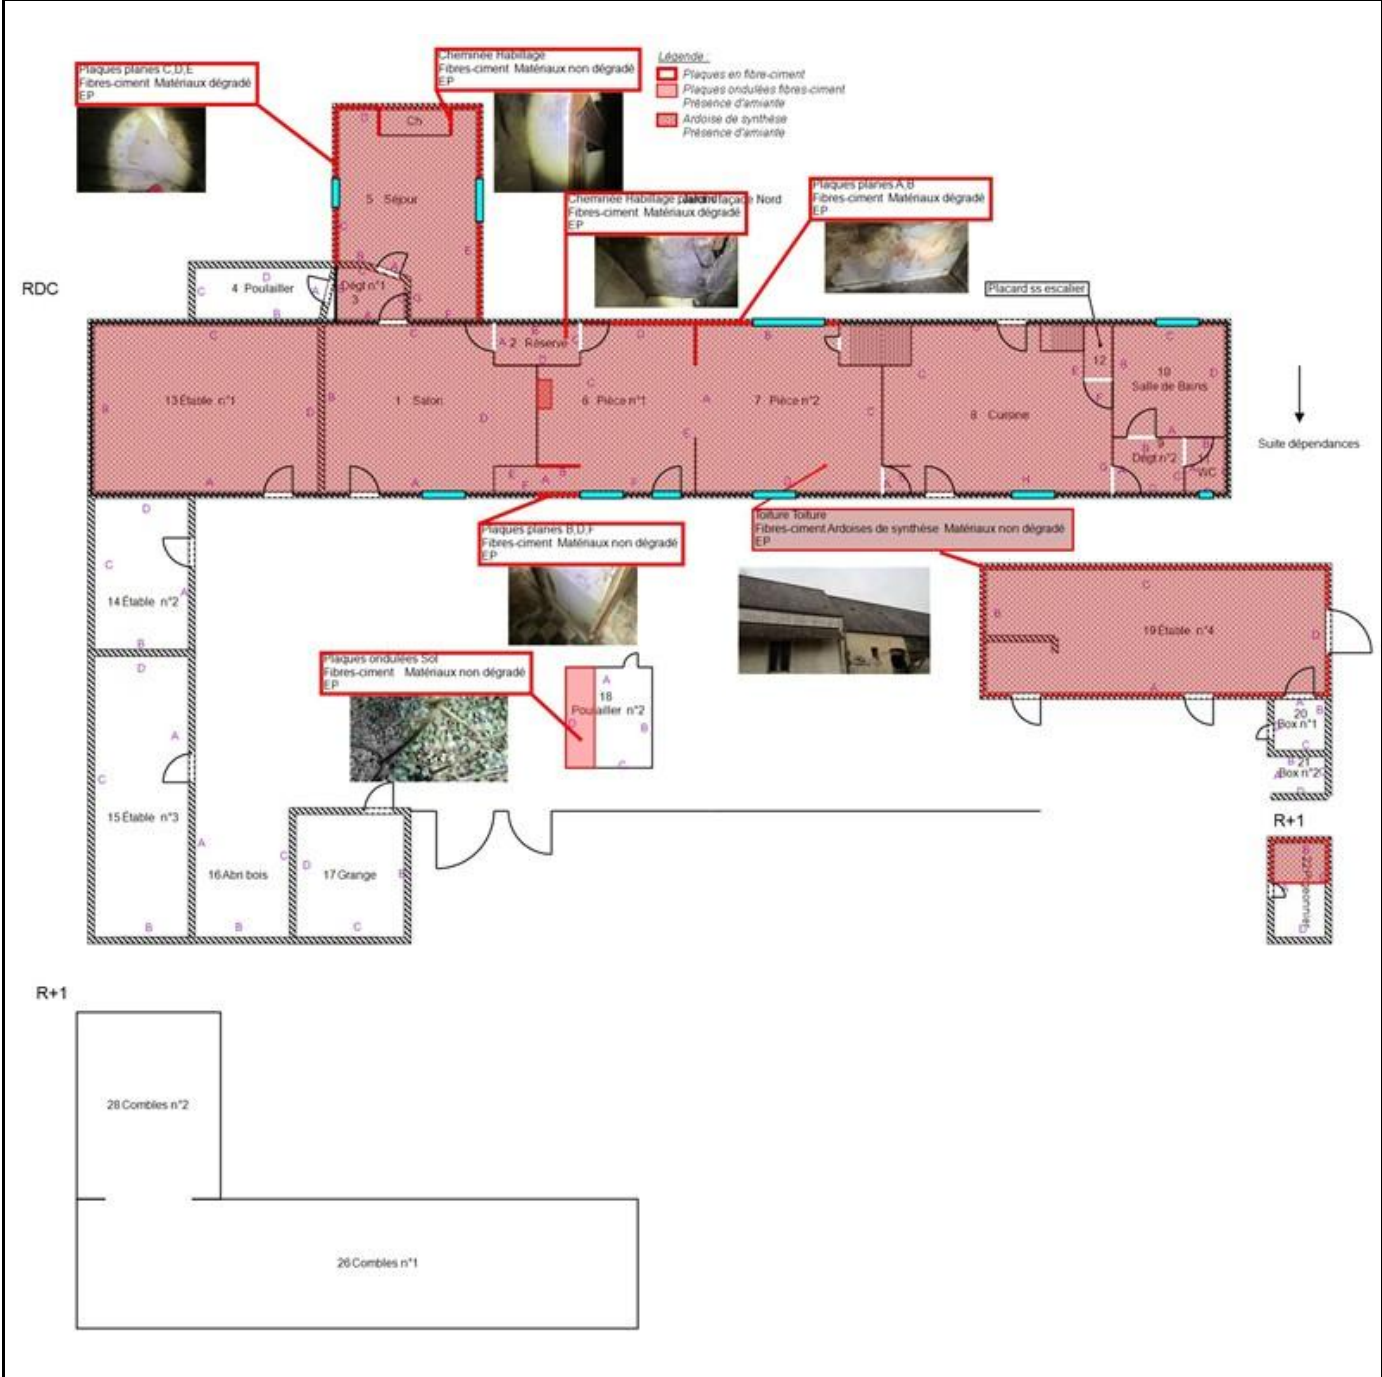 Plaques planes C,D,E
Fibres-ciment Matériaux dégradé
EP
Cheminée Habillage
Fibres-ciment Matériaux non dégradé
EP
Légende :
Plaques en fibre-ciment
Plaques ondulées fibres-ciment
Présence d'amiante
Ardoise de synthèse
Présence d'amiante
Cheminée Habillage
façade Nord
Fibres-ciment Matériaux dégradé
EP
Plaques planes A,B
Fibres-ciment Matériaux dégradé
EP
Ch
D
5 Séjour
C
E
B
A
G
F
RDC
D
C
4 Poulailler
A
B
Dégt n°1
3
A
Placard ss escalier
C
B
13 Étable n°1
D
A
C
B
1 Salon
D
A
B
A
2 Réserve
C
D
D
C
6 Pièce n°1
E
E
F
A
B
F
B
A
7 Pièce n°2
C
D
C
8 Cuisine
E
F
G
H
A
12
C
B
10
D
Salle de Bains
A
9
B
Dégt n°2
C
D
B
WC
Suite dépendances
Plaques planes B,D,F
Fibres-ciment Matériaux non dégradé
EP
Toiture Toiture
Fibres-ciment Ardoises de synthèse Matériaux non dégradé
EP
D
C
A
14 Étable n°2
B
D
A
C
15 Étable n°3
B
A
C
16 Abri bois
B
D
17 Grange
B
C
Plaques ondulées Sol
Fibres-ciment Matériaux non dégradé
EP
A
18
Poulailler n°2
D
B
C
C
B
19 Étable n°4
D
A
A
20
B
Box n°1
C
B
21
Box n°2
A
D
R+1
B
22 Pigeonnier
D
R+1
28 Combles n°2
26 Combles n°1